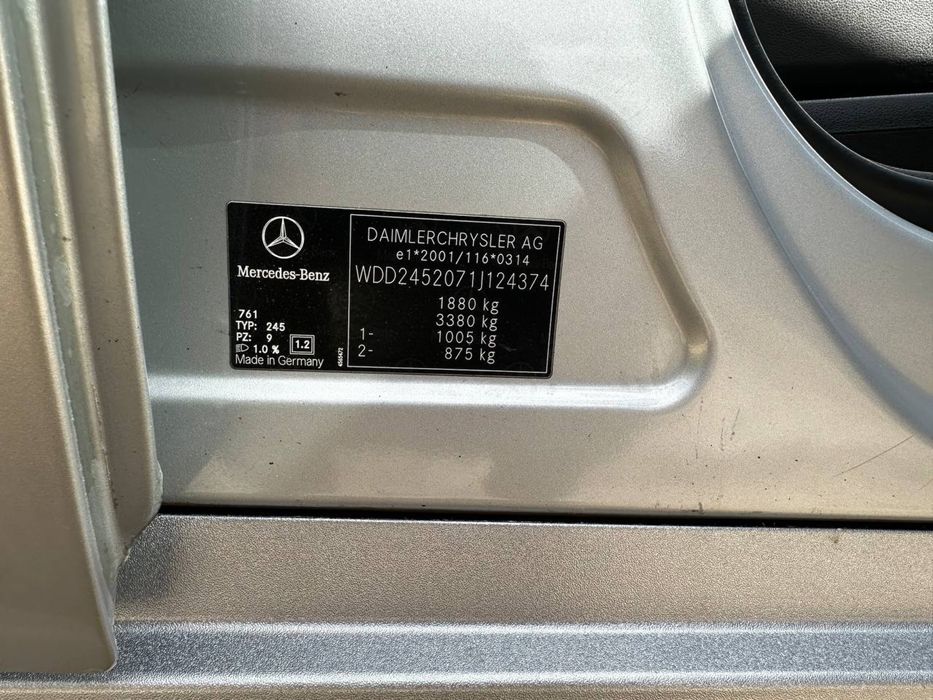 Mercedes-Benz
761
TYP: 245
PZ: 9
1.0 % 1.2
Made in Germany
DAIMLERCHRYSLER AG
e1*2001/116*0314
WDD2452071J124374
1880 kg
3380 kg
1- 1005 kg
2- 875 kg